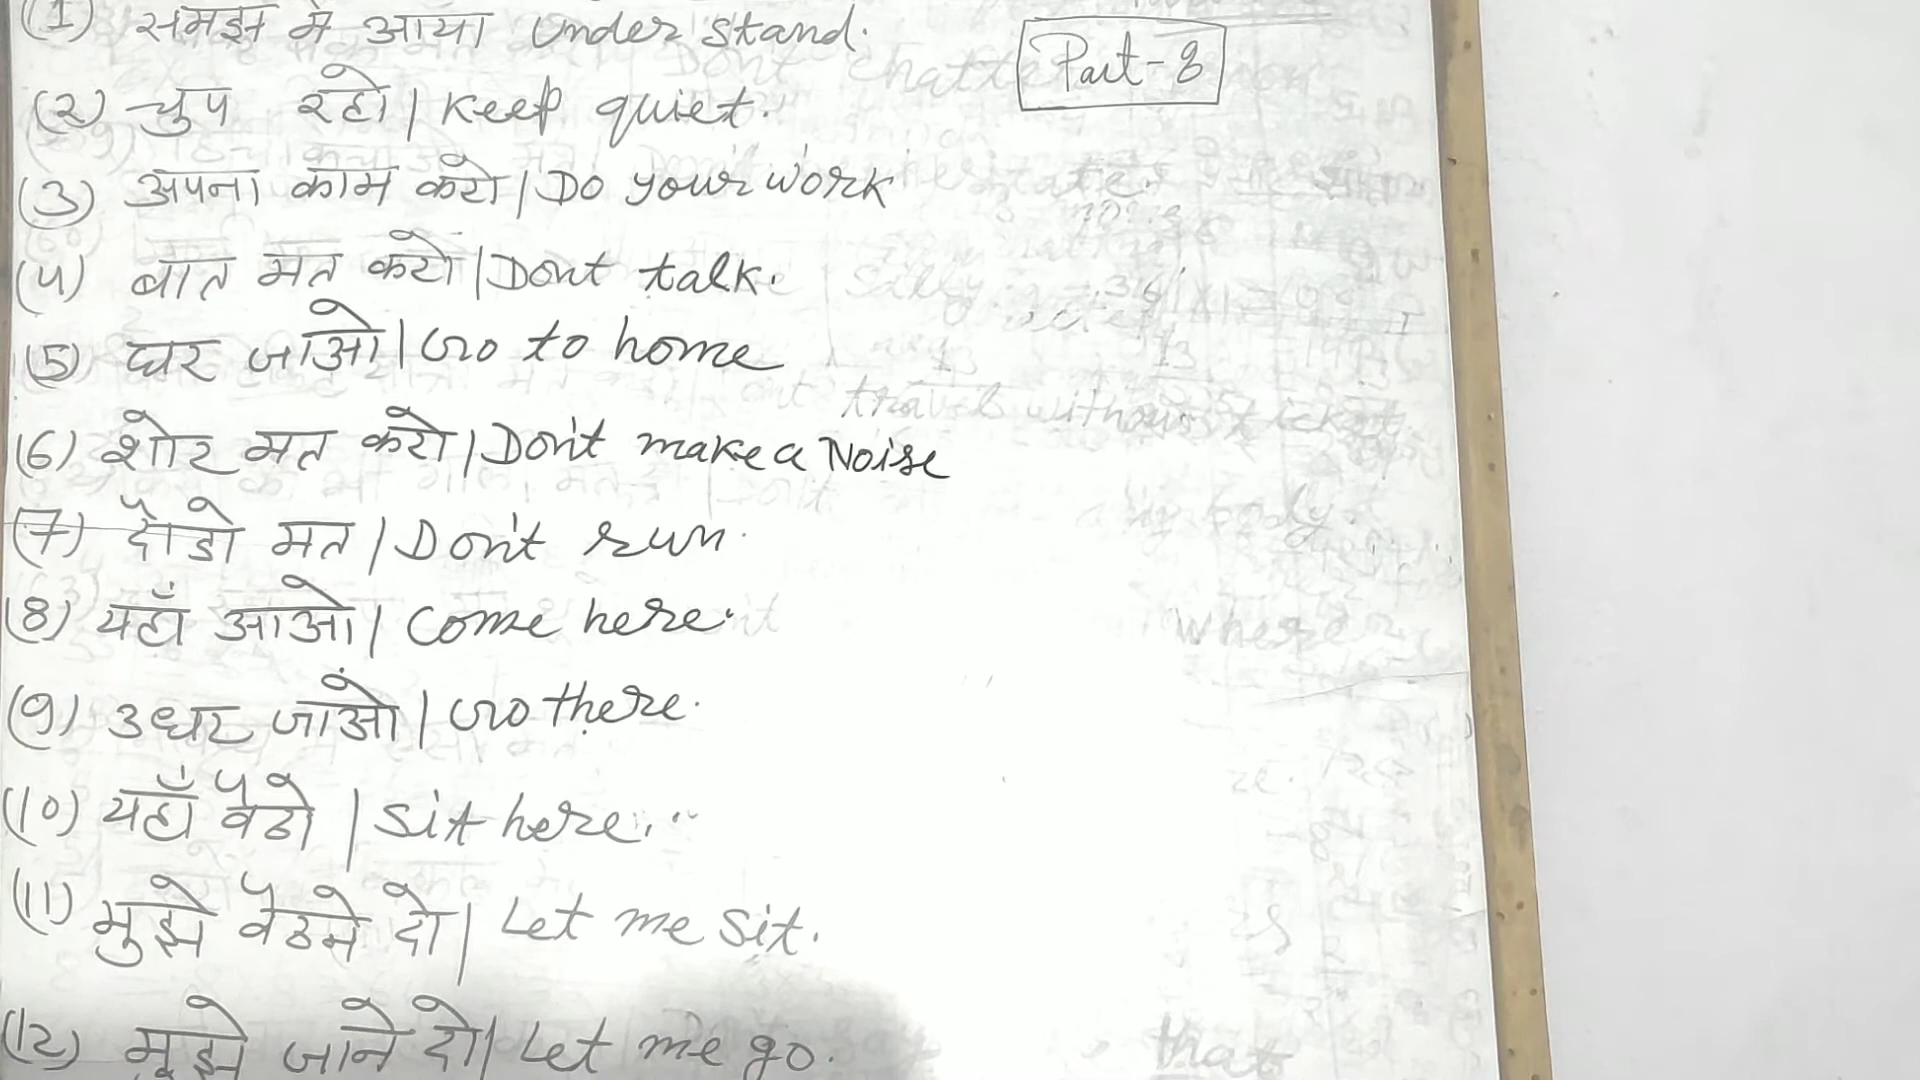 (1) समझ मे आया Under stand.
Part-8
(2) चुप रहो | Keep quiet.
(3) अपना काम करो | Do your work
(4) बात मत करो | Dont talk.
(5) घर जाओ | Go to home
(6) शोर मत करो | Don't make a Noise
(7) दौडो मत | Don't run.
(8) यहाँ आओ | Come here.
(9) उधर जाओं | Go there.
(10) यहाँ वैठो | Sit here.
(11) मुझे वैठने दो | Let me sit.
(12) मुझे जाने दो | Let me go.